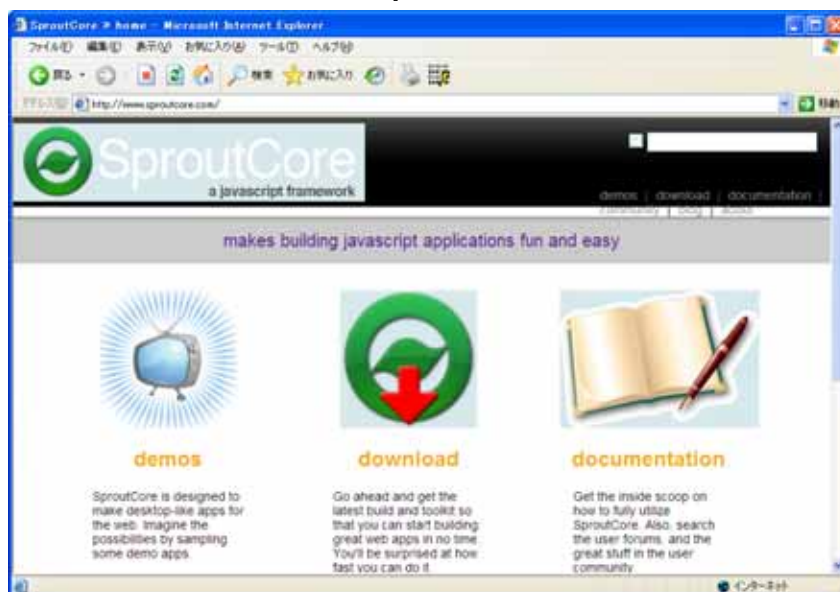 SproutCore » home - Microsoft Internet Explorer
ファイル(F) 編集(E) 表示(V) お気に入り(A) ツール(T) ヘルプ(H)
戻る 検索 お気に入り
アドレス(D) http://www.sproutcore.com/ 移動
SproutCore
a javascript framework
demos | download | documentation |
community | blog | about
makes building javascript applications fun and easy
demos
SproutCore is designed to
make desktop-like apps for
the web. Imagine the
possibilities by sampling
some demo apps.
download
Go ahead and get the
latest build and toolkit so
that you can start building
great web apps in no time.
You'll be surprised at how
fast you can do it
documentation
Get the inside scoop on
how to fully utilize
SproutCore. Also, search
the user forums, and the
great stuff in the user
community
インターネット